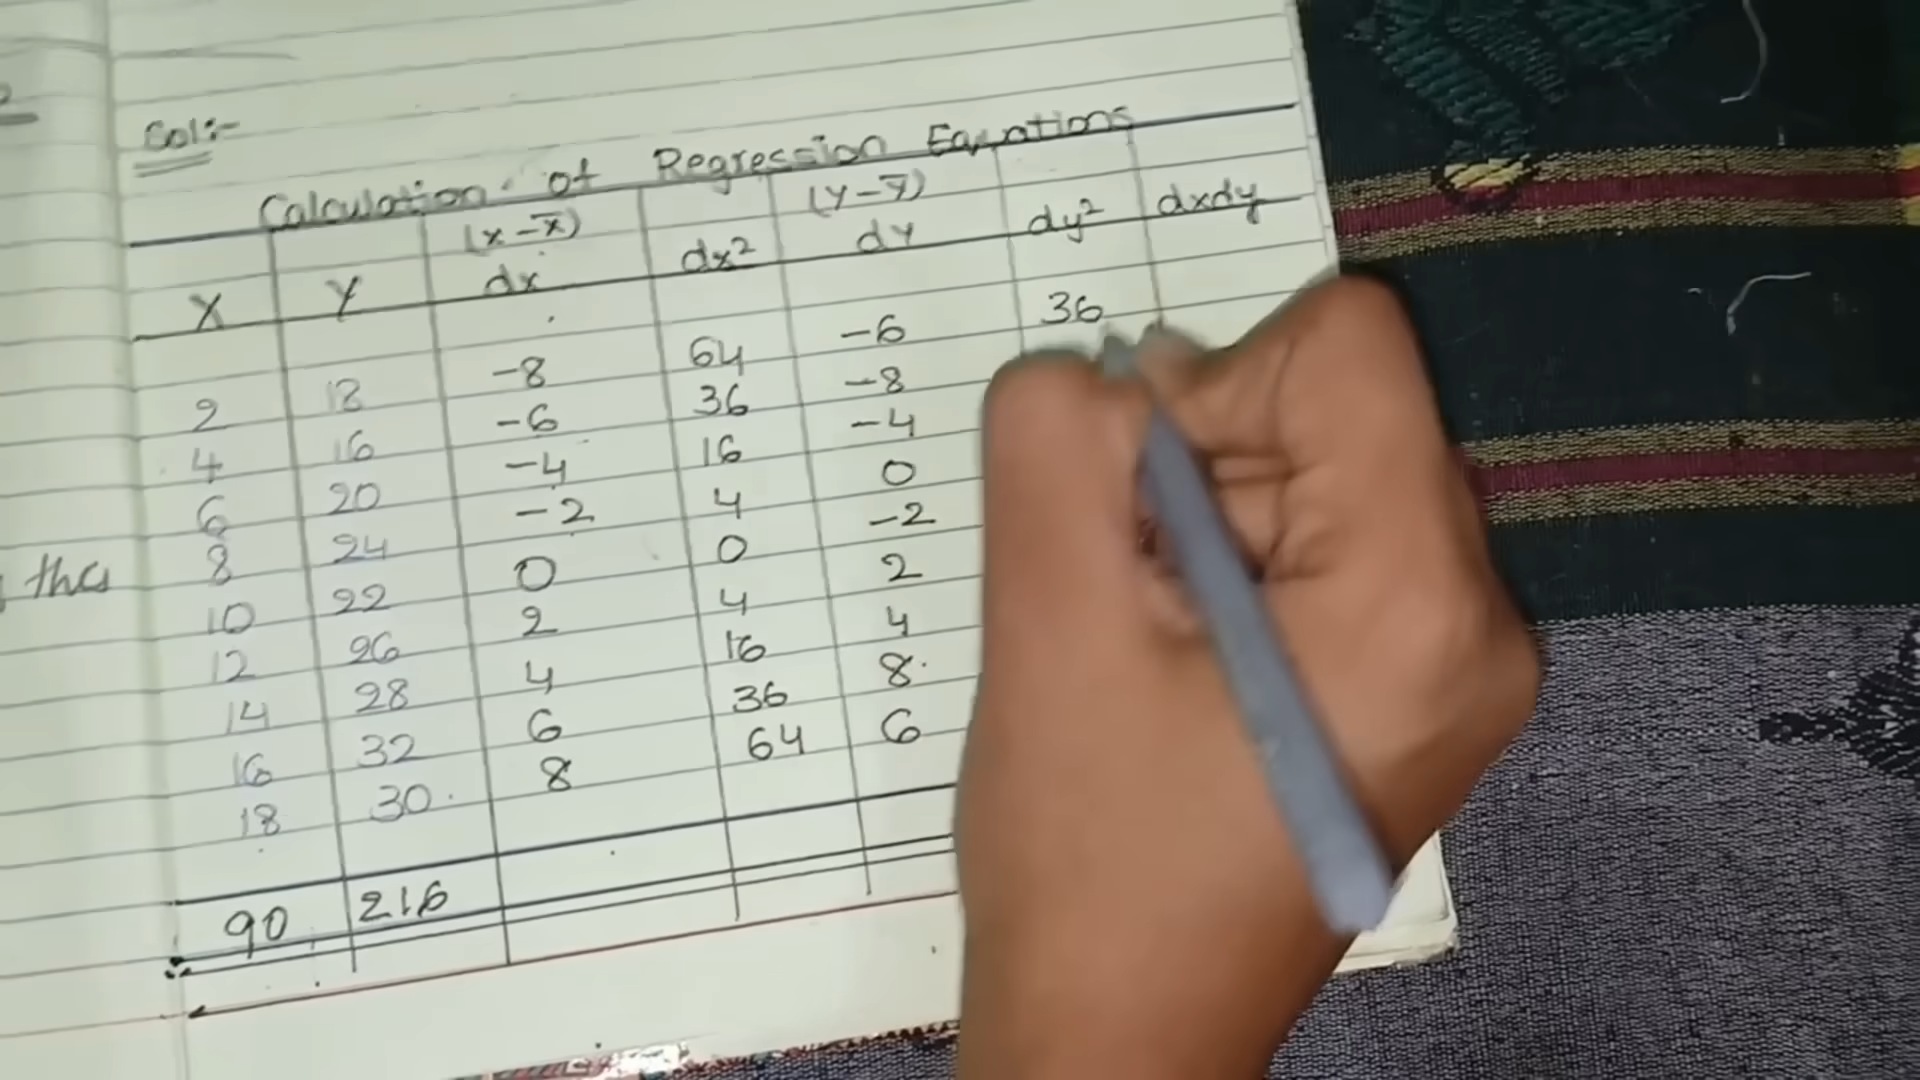 Sol:-
Calculation of Regression Equations
X Y (x-x̄) dx dx² (Y-ȳ) dy dy² dxdy
2 18 -8 64 -6 36
4 16 -6 36 -8
6 20 -4 16 -4
8 24 -2 4 0
10 22 0 0 -2
12 26 2 4 2
14 28 4 16 4
16 32 6 36 8
18 30 8 64 6
90 216